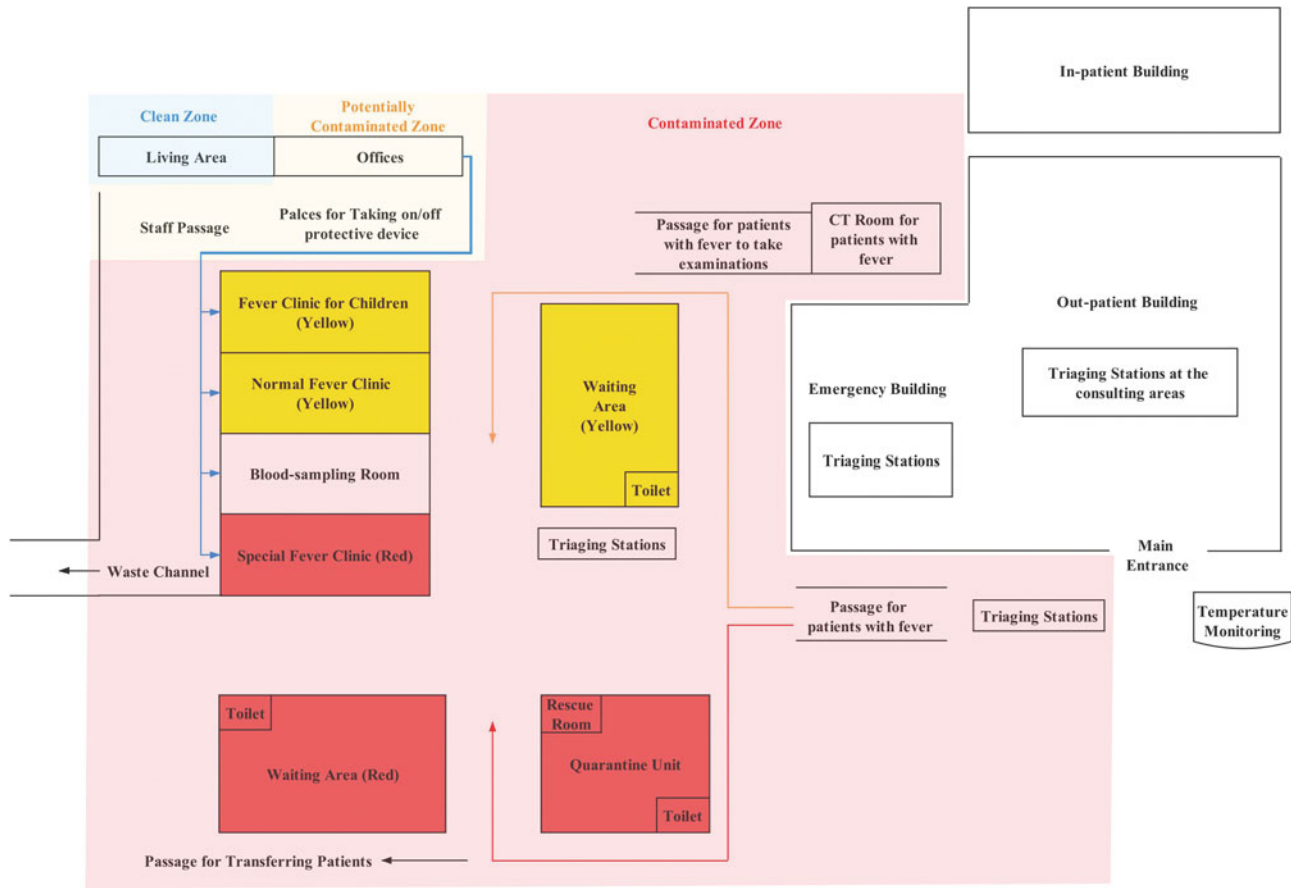 In-patient Building
Clean Zone
Potentially
Contaminated Zone
Contaminated Zone
Living Area
Offices
Staff Passage
Palces for Taking on/off
protective device
Passage for patients
with fever to take
examinations
CT Room for
patients with
fever
Fever Clinic for Children
(Yellow)
Normal Fever Clinic
(Yellow)
Blood-sampling Room
Special Fever Clinic (Red)
Waste Channel
Waiting
Area
(Yellow)
Toilet
Triaging Stations
Out-patient Building
Triaging Stations at the
consulting areas
Emergency Building
Triaging Stations
Main
Entrance
Passage for
patients with fever
Triaging Stations
Temperature
Monitoring
Toilet
Waiting Area (Red)
Rescue
Room
Quarantine Unit
Toilet
Passage for Transferring Patients